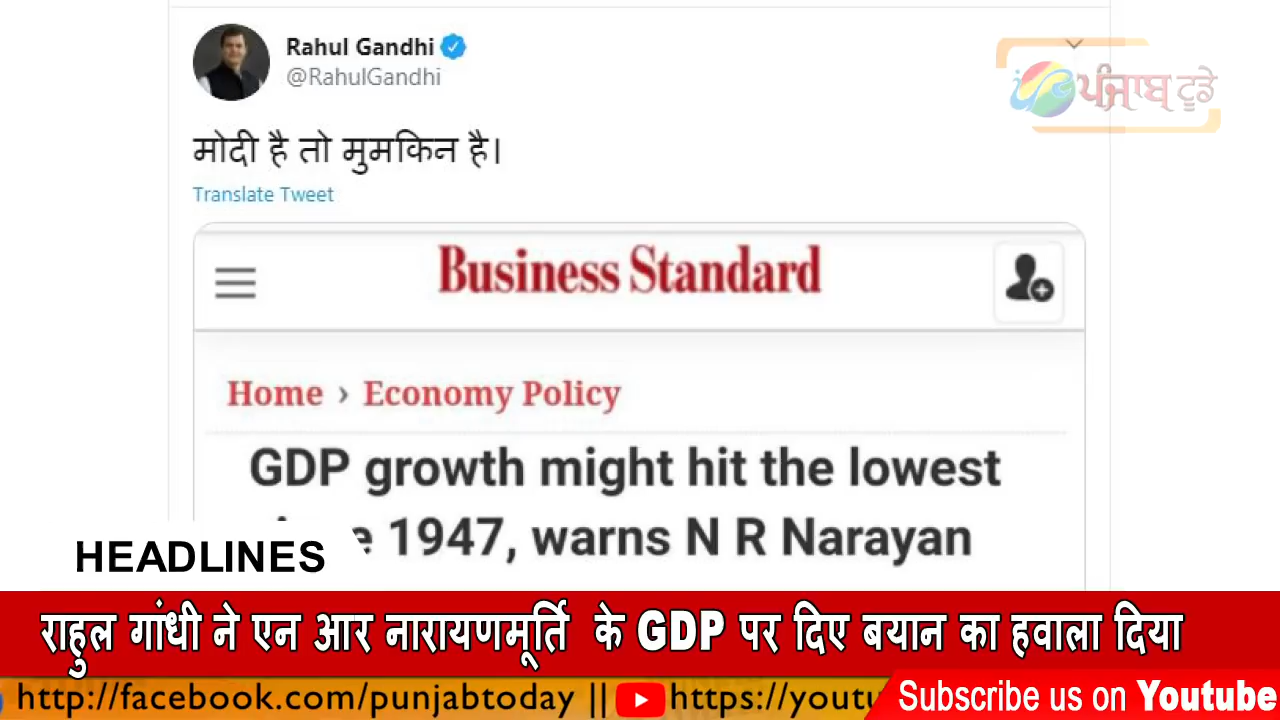 Rahul Gandhi
@RahulGandhi
ਪੰਜਾਬ ਟੂਡੇ
मोदी है तो मुमकिन है।
Translate Tweet
Business Standard
Home › Economy Policy
GDP growth might hit the lowest
1947, warns N R Narayan
HEADLINES
राहुल गांधी ने एन आर नारायणमूर्ति के GDP पर दिए बयान का हवाला दिया
http://facebook.com/punjabtoday || https://youtu
Subscribe us on Youtube